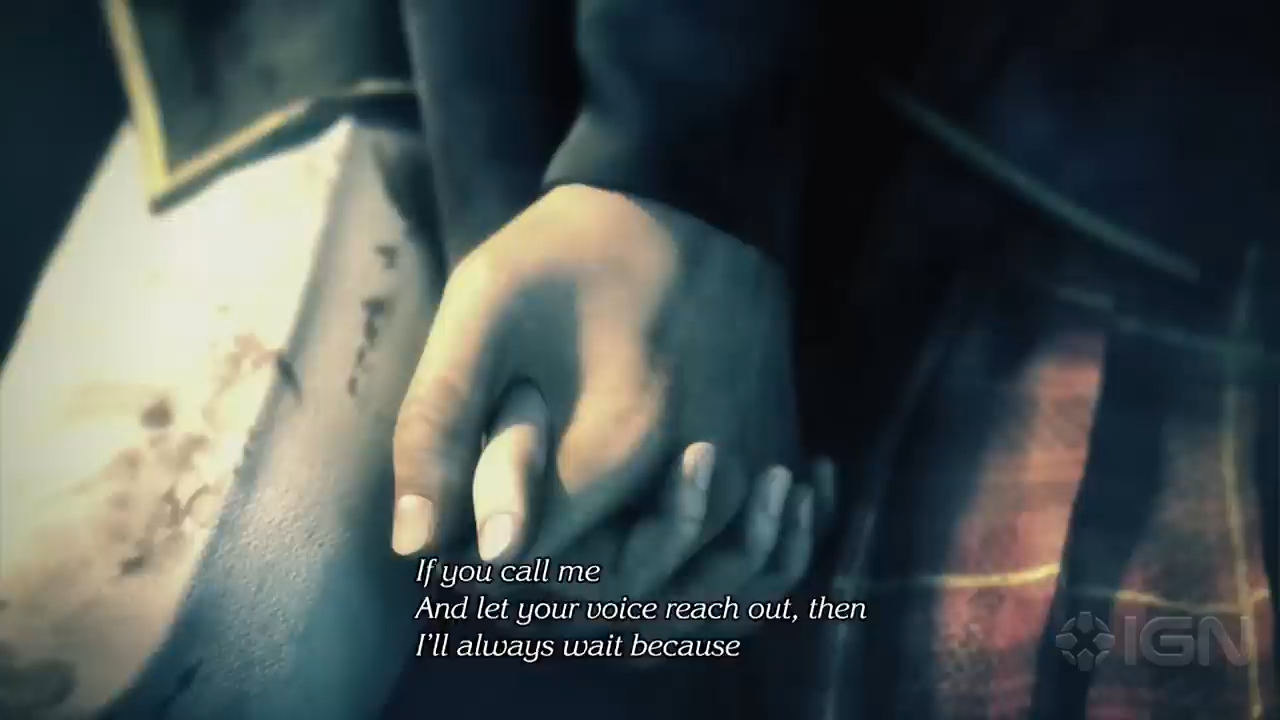 If you call me
And let your voice reach out, then
I'll always wait because
IGN